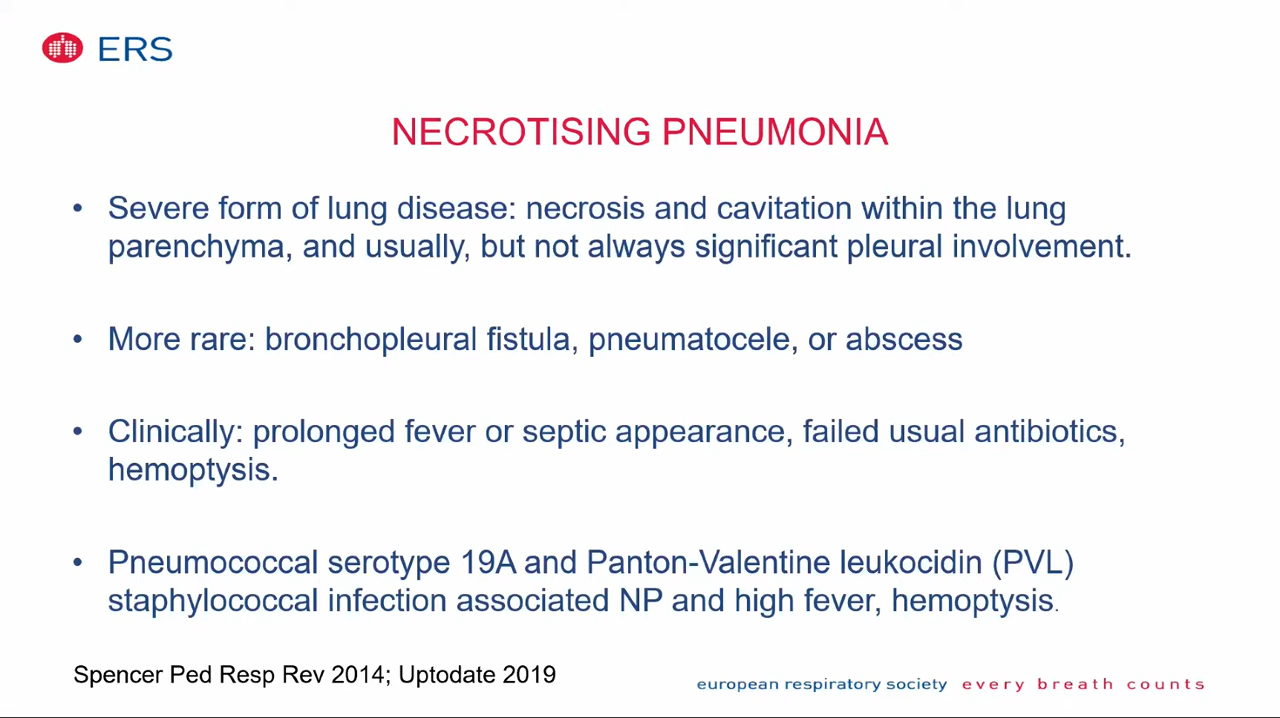 ERS
NECROTISING PNEUMONIA
• Severe form of lung disease: necrosis and cavitation within the lung
parenchyma, and usually, but not always significant pleural involvement.
• More rare: bronchopleural fistula, pneumatocele, or abscess
• Clinically: prolonged fever or septic appearance, failed usual antibiotics,
hemoptysis.
• Pneumococcal serotype 19A and Panton-Valentine leukocidin (PVL)
staphylococcal infection associated NP and high fever, hemoptysis.
Spencer Ped Resp Rev 2014; Uptodate 2019
european respiratory society every breath counts